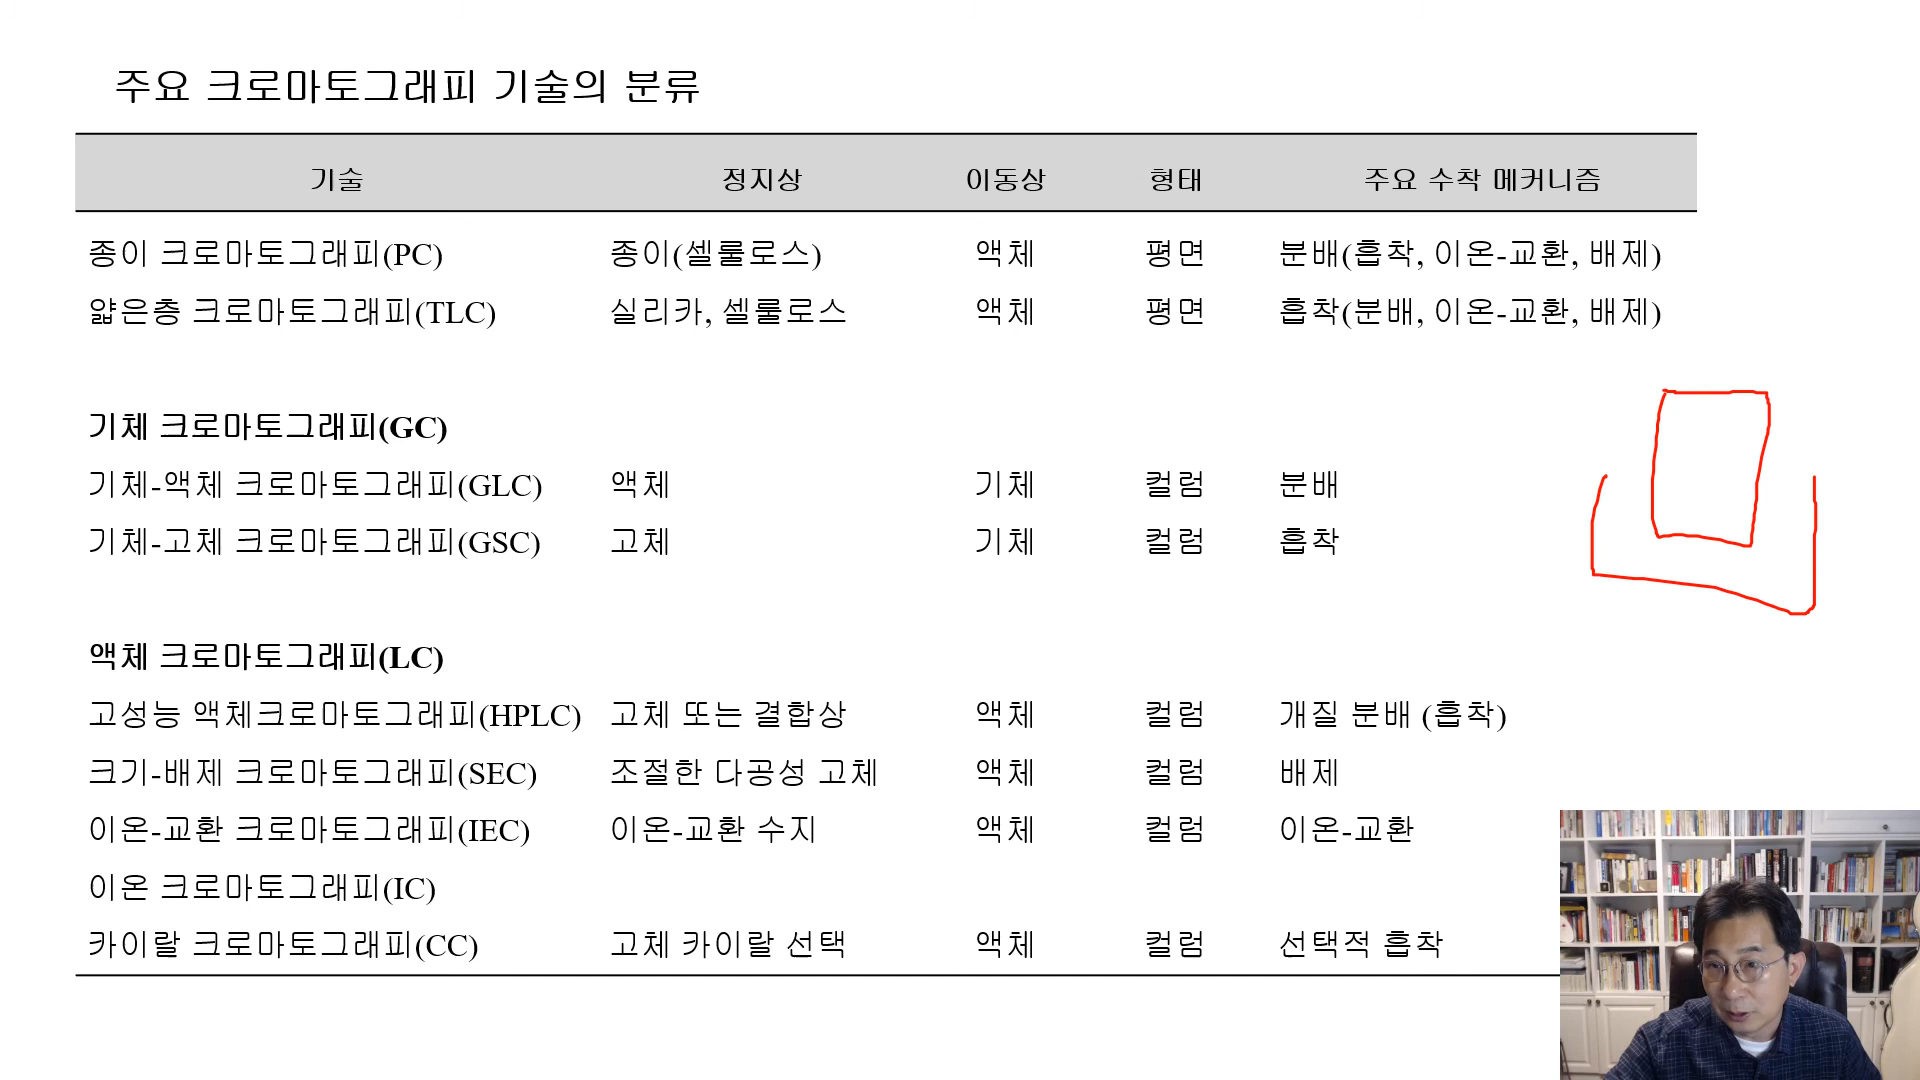 주요 크로마토그래피 기술의 분류
기술 정지상 이동상 형태 주요 수착 메커니즘
종이 크로마토그래피(PC) 종이(셀룰로스) 액체 평면 분배(흡착, 이온-교환, 배제)
얇은층 크로마토그래피(TLC) 실리카, 셀룰로스 액체 평면 흡착(분배, 이온-교환, 배제)
기체 크로마토그래피(GC)
기체-액체 크로마토그래피(GLC) 액체 기체 컬럼 분배
기체-고체 크로마토그래피(GSC) 고체 기체 컬럼 흡착
액체 크로마토그래피(LC)
고성능 액체크로마토그래피(HPLC) 고체 또는 결합상 액체 컬럼 개질 분배 (흡착)
크기-배제 크로마토그래피(SEC) 조절한 다공성 고체 액체 컬럼 배제
이온-교환 크로마토그래피(IEC) 이온-교환 수지 액체 컬럼 이온-교환
이온 크로마토그래피(IC)
카이랄 크로마토그래피(CC) 고체 카이랄 선택 액체 컬럼 선택적 흡착